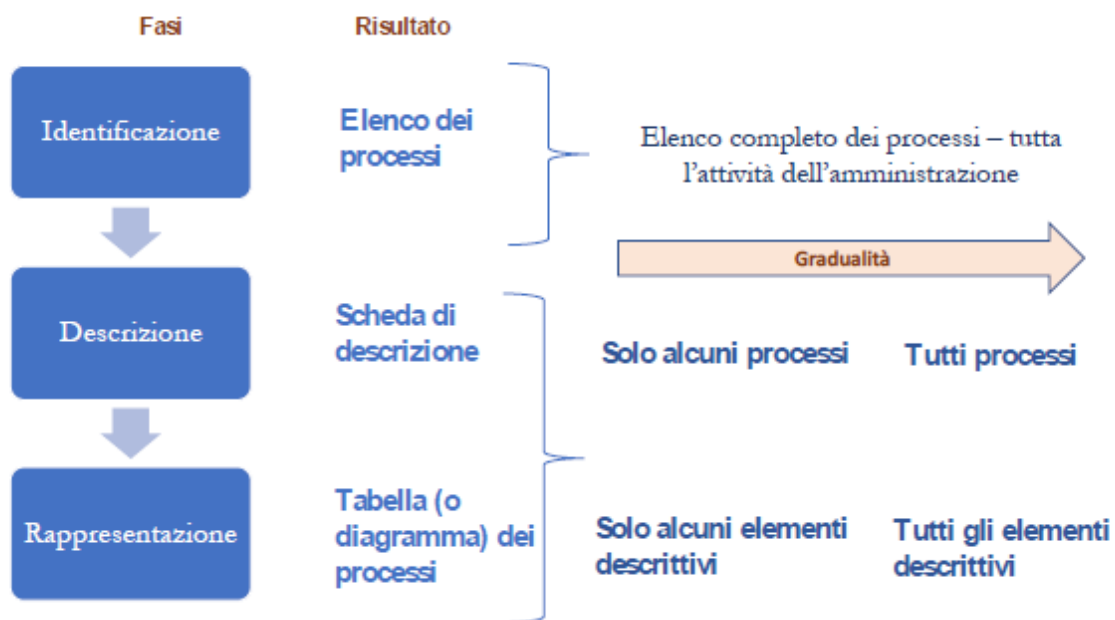 Fasi
Risultato
Identificazione
Elenco dei
processi
Elenco completo dei processi – tutta
l'attività dell'amministrazione
Gradualità
Descrizione
Scheda di
descrizione
Solo alcuni processi
Tutti processi
Rappresentazione
Tabella (o
diagramma) dei
processi
Solo alcuni elementi
descrittivi
Tutti gli elementi
descrittivi